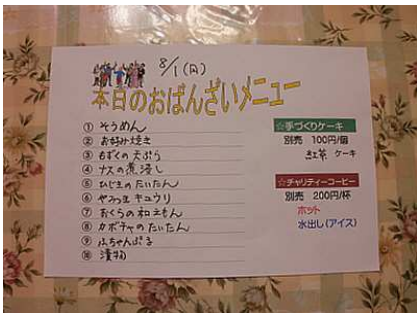 8/1(月)
本日のおばんざいメニュー
① そうめん
② お好み焼き
③ もずくの天ぷら
④ ナスの煮浸し
⑤ ひじきのたいたん
⑥ やみつきキュウリ
⑦ おくらの和えもん
⑧ カボチャのたいたん
⑨ ふちゃんぷる
⑩ 漬物
☆手づくりケーキ
別売 100円/個
紅茶 ケーキ
☆チャリティーコーヒー
別売 200円/杯
ホット
水出し(アイス)